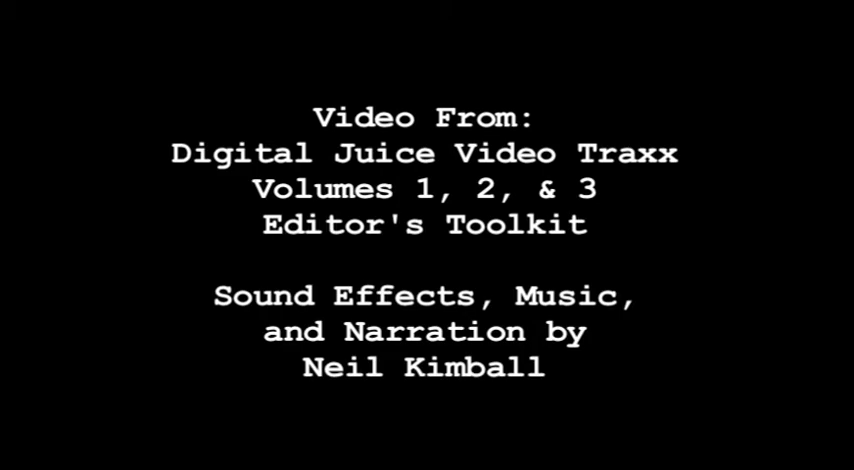 Video From:
Digital Juice Video Traxx
Volumes 1, 2, & 3
Editor's Toolkit
Sound Effects, Music,
and Narration by
Neil Kimball